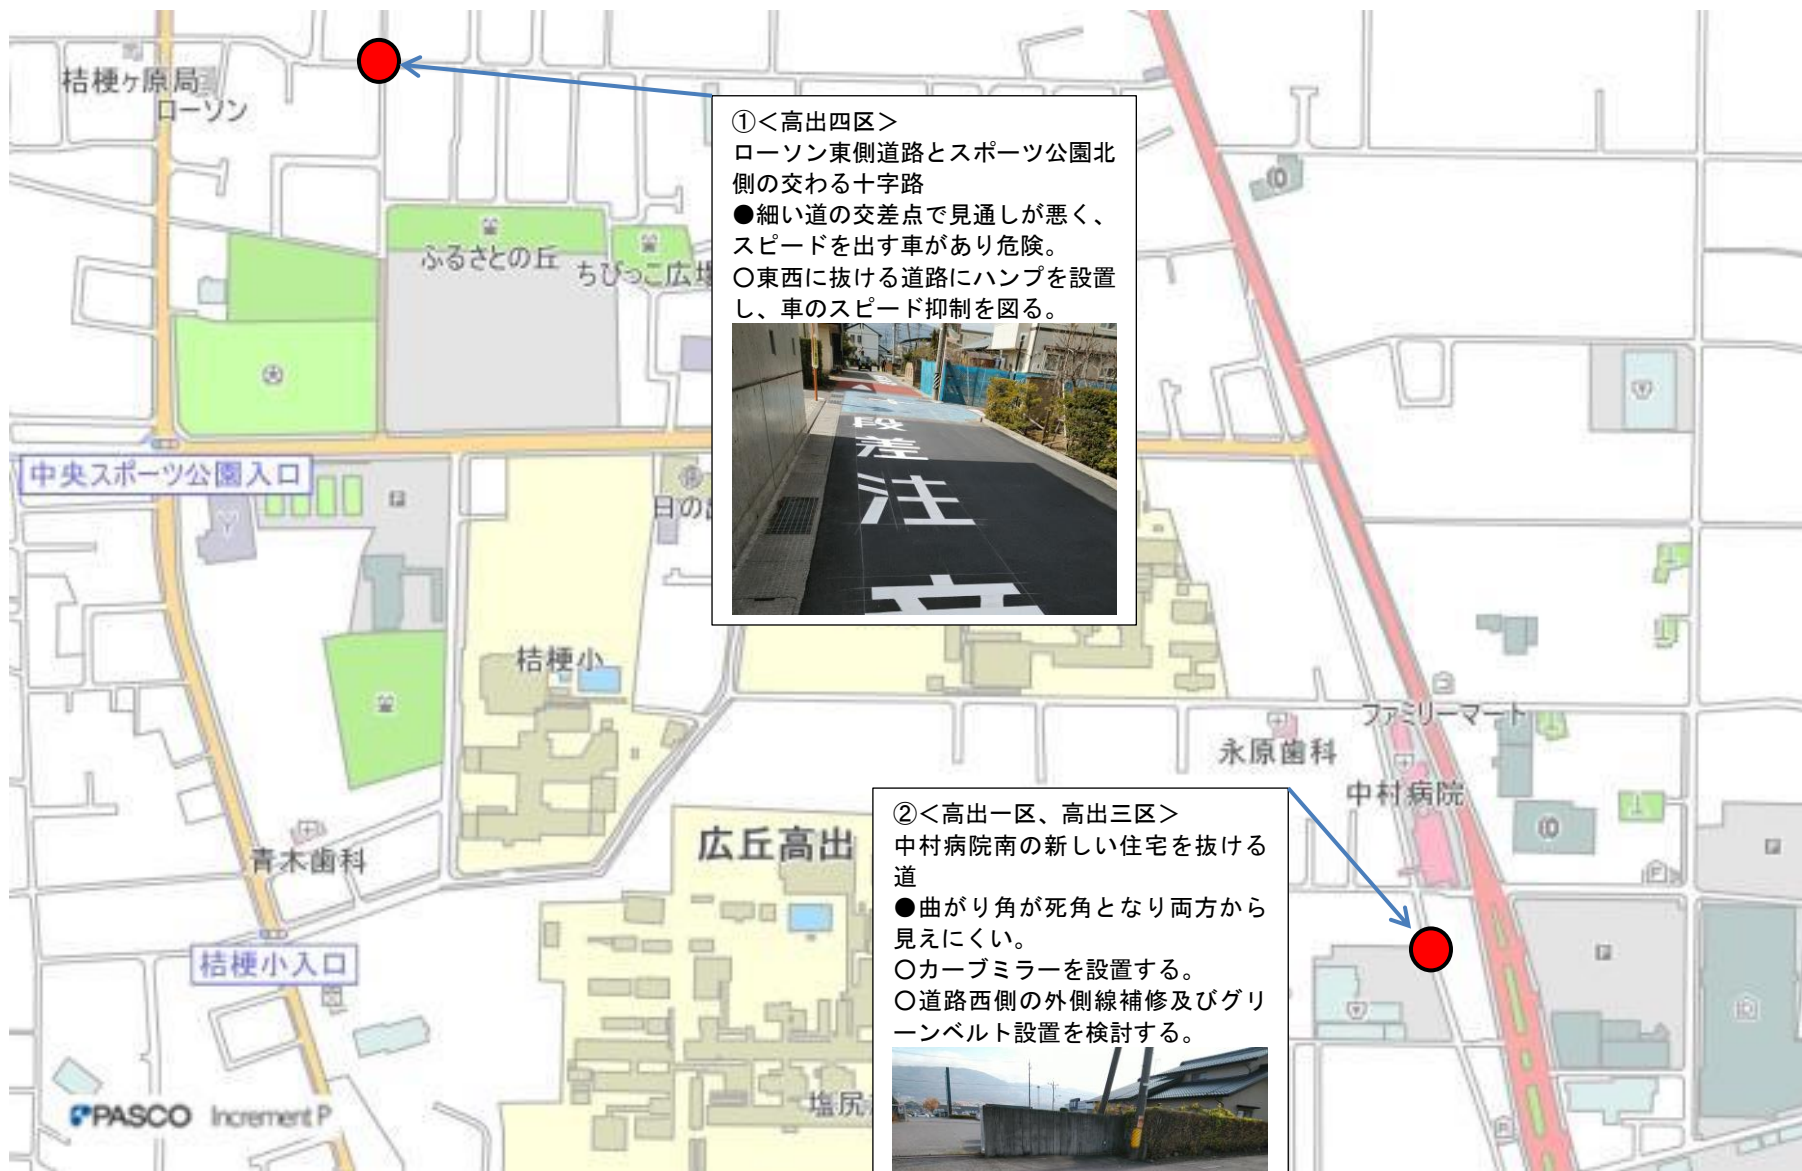 桔梗ヶ原局
ローソン
①＜高出四区＞
ローソン東側道路とスポーツ公園北
側の交わる十字路
●細い道の交差点で見通しが悪く、
スピードを出す車があり危険。
〇東西に抜ける道路にハンプを設置
し、車のスピード抑制を図る。
段差注意
ふるさとの丘
ちびっこ広場
中央スポーツ公園入口
日の出
桔梗小
ファミリーマート
永原歯科
中村病院
青木歯科
広丘高出
桔梗小入口
②＜高出一区、高出三区＞
中村病院南の新しい住宅を抜ける
道
●曲がり角が死角となり両方から
見えにくい。
〇カーブミラーを設置する。
〇道路西側の外側線補修及びグリ
ーンベルト設置を検討する。
塩尻
PASCO Increment P